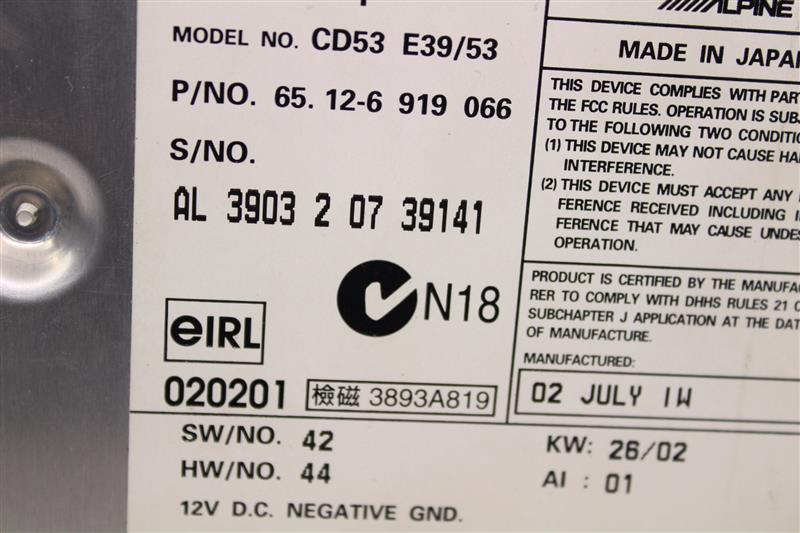 ALPINE
MODEL NO. CD53 E39/53
P/NO. 65. 12-6 919 066
S/NO.
AL 3903 2 07 39141
N18
eIRL
020201 檢磁 3893A819
SW/NO. 42
HW/NO. 44
12V D.C. NEGATIVE GND.
KW: 26/02
AI : 01
MADE IN JAPAN
THIS DEVICE COMPLIES WITH PART
THE FCC RULES. OPERATION IS SUBJ
TO THE FOLLOWING TWO CONDITIO
(1) THIS DEVICE MAY NOT CAUSE HA
INTERFERENCE.
(2) THIS DEVICE MUST ACCEPT ANY
FERENCE RECEIVED INCLUDING
FERENCE THAT MAY CAUSE UNDES
OPERATION.
PRODUCT IS CERTIFIED BY THE MANUFA
RER TO COMPLY WITH DHHS RULES 21
SUBCHAPTER J APPLICATION AT THE DAT
OF MANUFACTURE.
MANUFACTURED:
02 JULY 1W